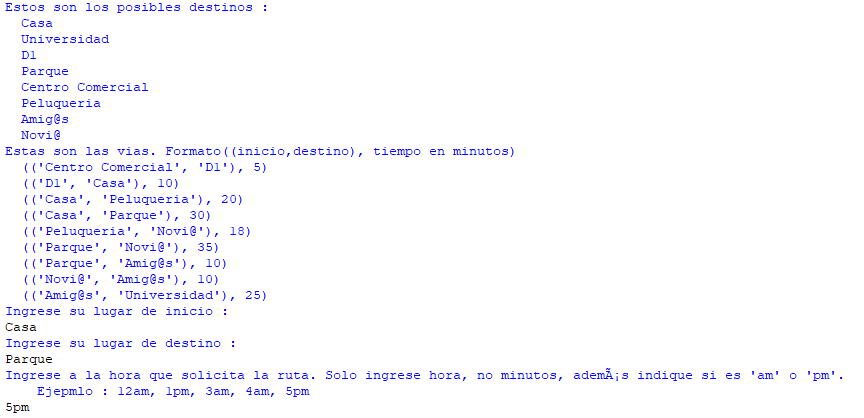 Estos son los posibles destinos :
Casa
Universidad
D1
Parque
Centro Comercial
Peluqueria
Amig@s
Novi@
Estas son las vias. Formato((inicio,destino), tiempo en minutos)
(('Centro Comercial', 'D1'), 5)
(('D1', 'Casa'), 10)
(('Casa', 'Peluqueria'), 20)
(('Casa', 'Parque'), 30)
(('Peluqueria', 'Novi@'), 18)
(('Parque', 'Novi@'), 35)
(('Parque', 'Amig@s'), 10)
(('Novi@', 'Amig@s'), 10)
(('Amig@s', 'Universidad'), 25)
Ingrese su lugar de inicio :
Casa
Ingrese su lugar de destino :
Parque
Ingrese a la hora que solicita la ruta. Solo ingrese hora, no minutos, ademÃ¡s indique si es 'am' o 'pm'.
Ejepmlo : 12am, 1pm, 3am, 4am, 5pm
5pm